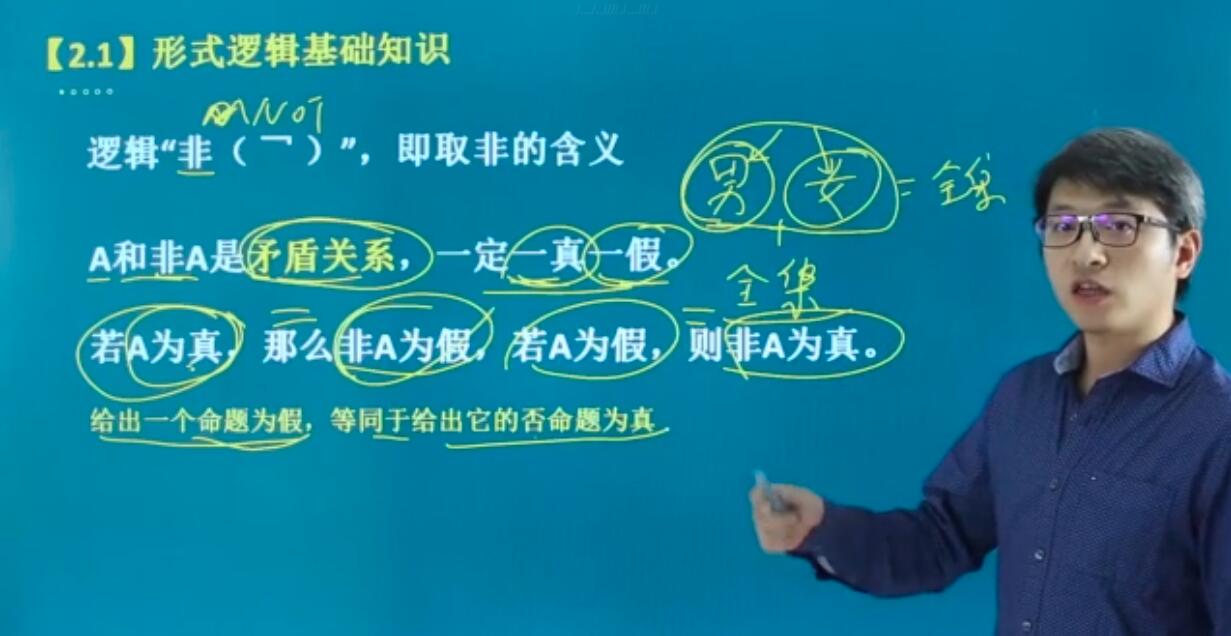 【2.1】形式逻辑基础知识
NOT
逻辑“非（￢）”，即取非的含义
男 女 = 全集
A和非A是矛盾关系，一定一真一假。
= 全集
若A为真，那么非A为假，若A为假，则非A为真。
给出一个命题为假，等同于给出它的否命题为真.